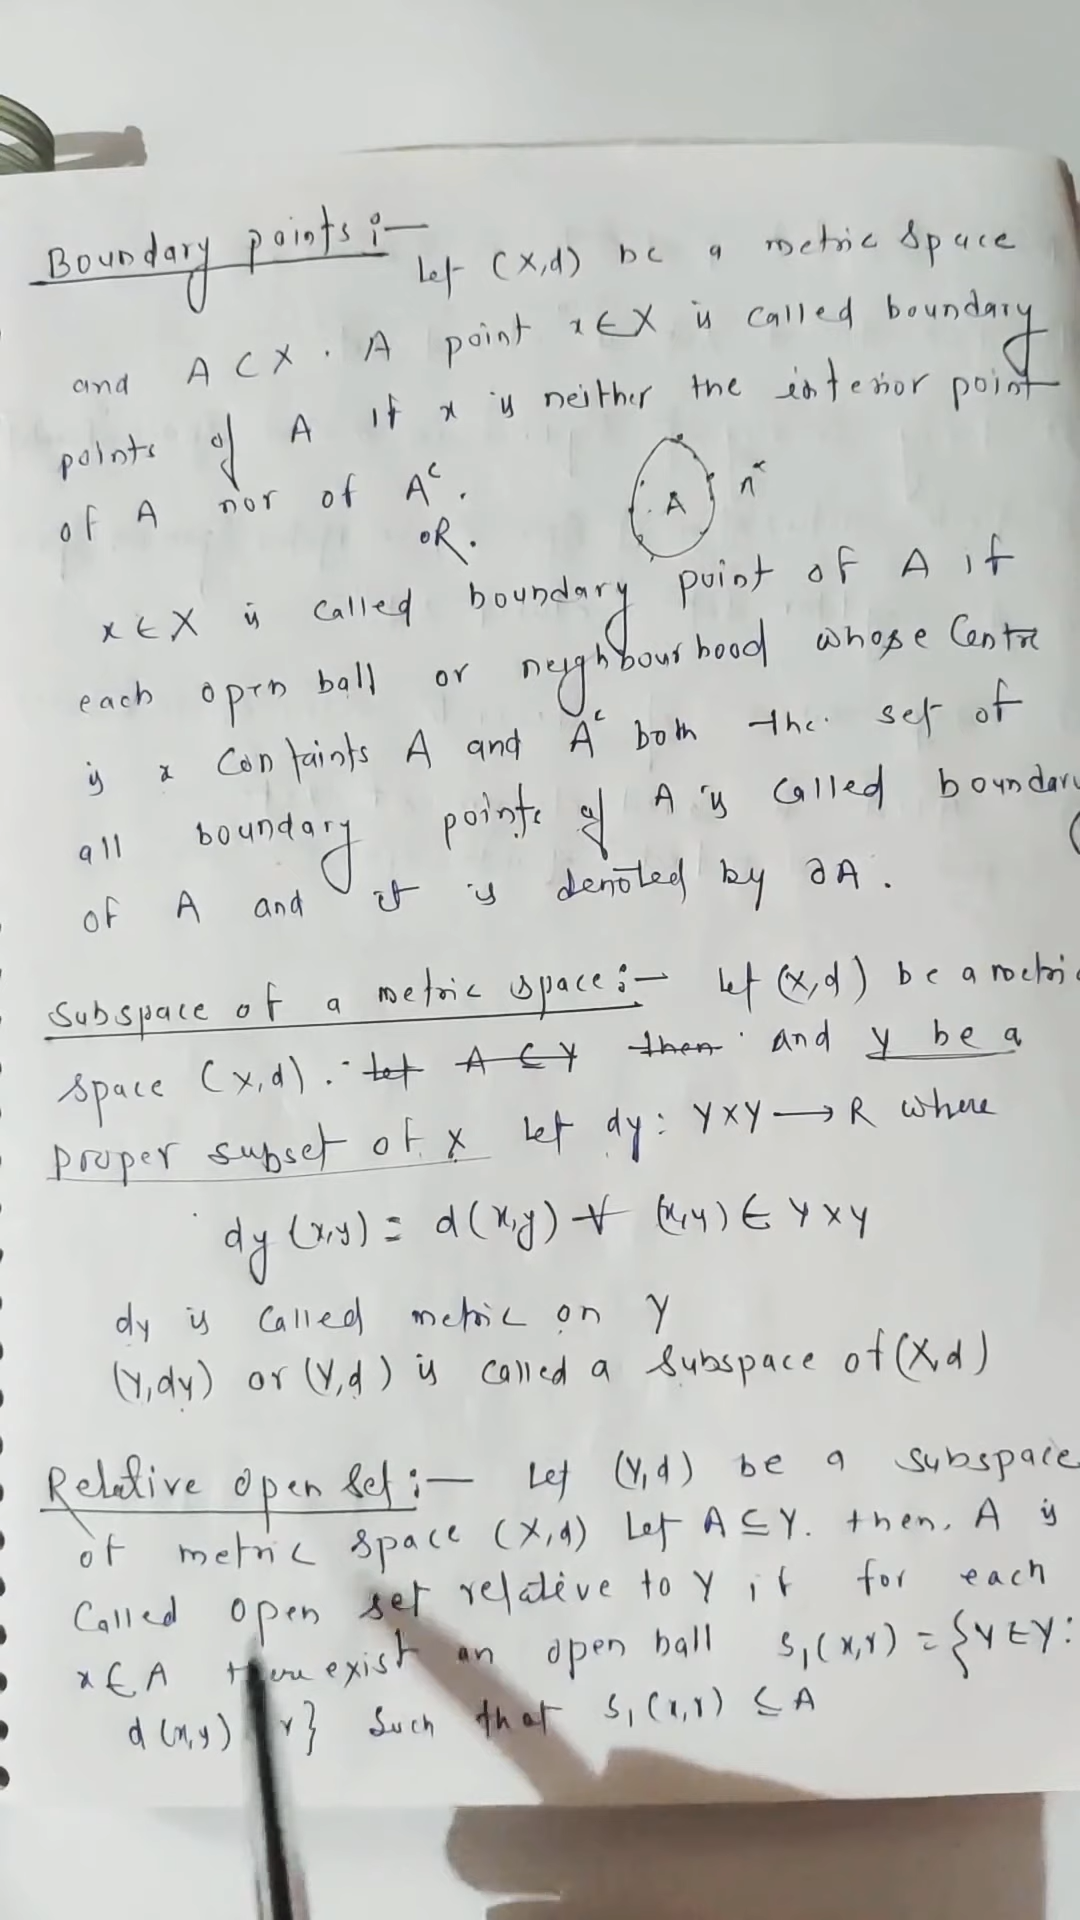 Boundary points :-
Let (X,d) be a metric space
and A ⊂ X . A point x ∈ X is called boundary
points of A if x is neither the interior point
of A nor of Aᶜ.
A
OR.
x ∈ X is called boundary point of A if
each open ball or neighbourhood whose Centre
is x Containts A and Aᶜ both the set of
all boundary points of A is called boundary
of A and it is denoted by ∂A.
Subspace of a metric space :- Let (X,d) be a metric
space (X,d). Let A ⊆ Y then and Y be a
proper subset of X Let dy : Y×Y → R where
dy (x,y) = d(x,y) ∀ (x,y) ∈ Y×Y
dy is called metric on Y
(Y,dy) or (Y,d) is called a subspace of (X,d)
Relative open set :- Let (Y,d) be a subspace
of metric space (X,d) Let A ⊆ Y. then, A is
Called open set relative to Y if for each
x ∈ A there exist an open ball S₁(x,r) = {y ∈ Y :
d(x,y) r} Such that S₁(x,r) ⊆ A